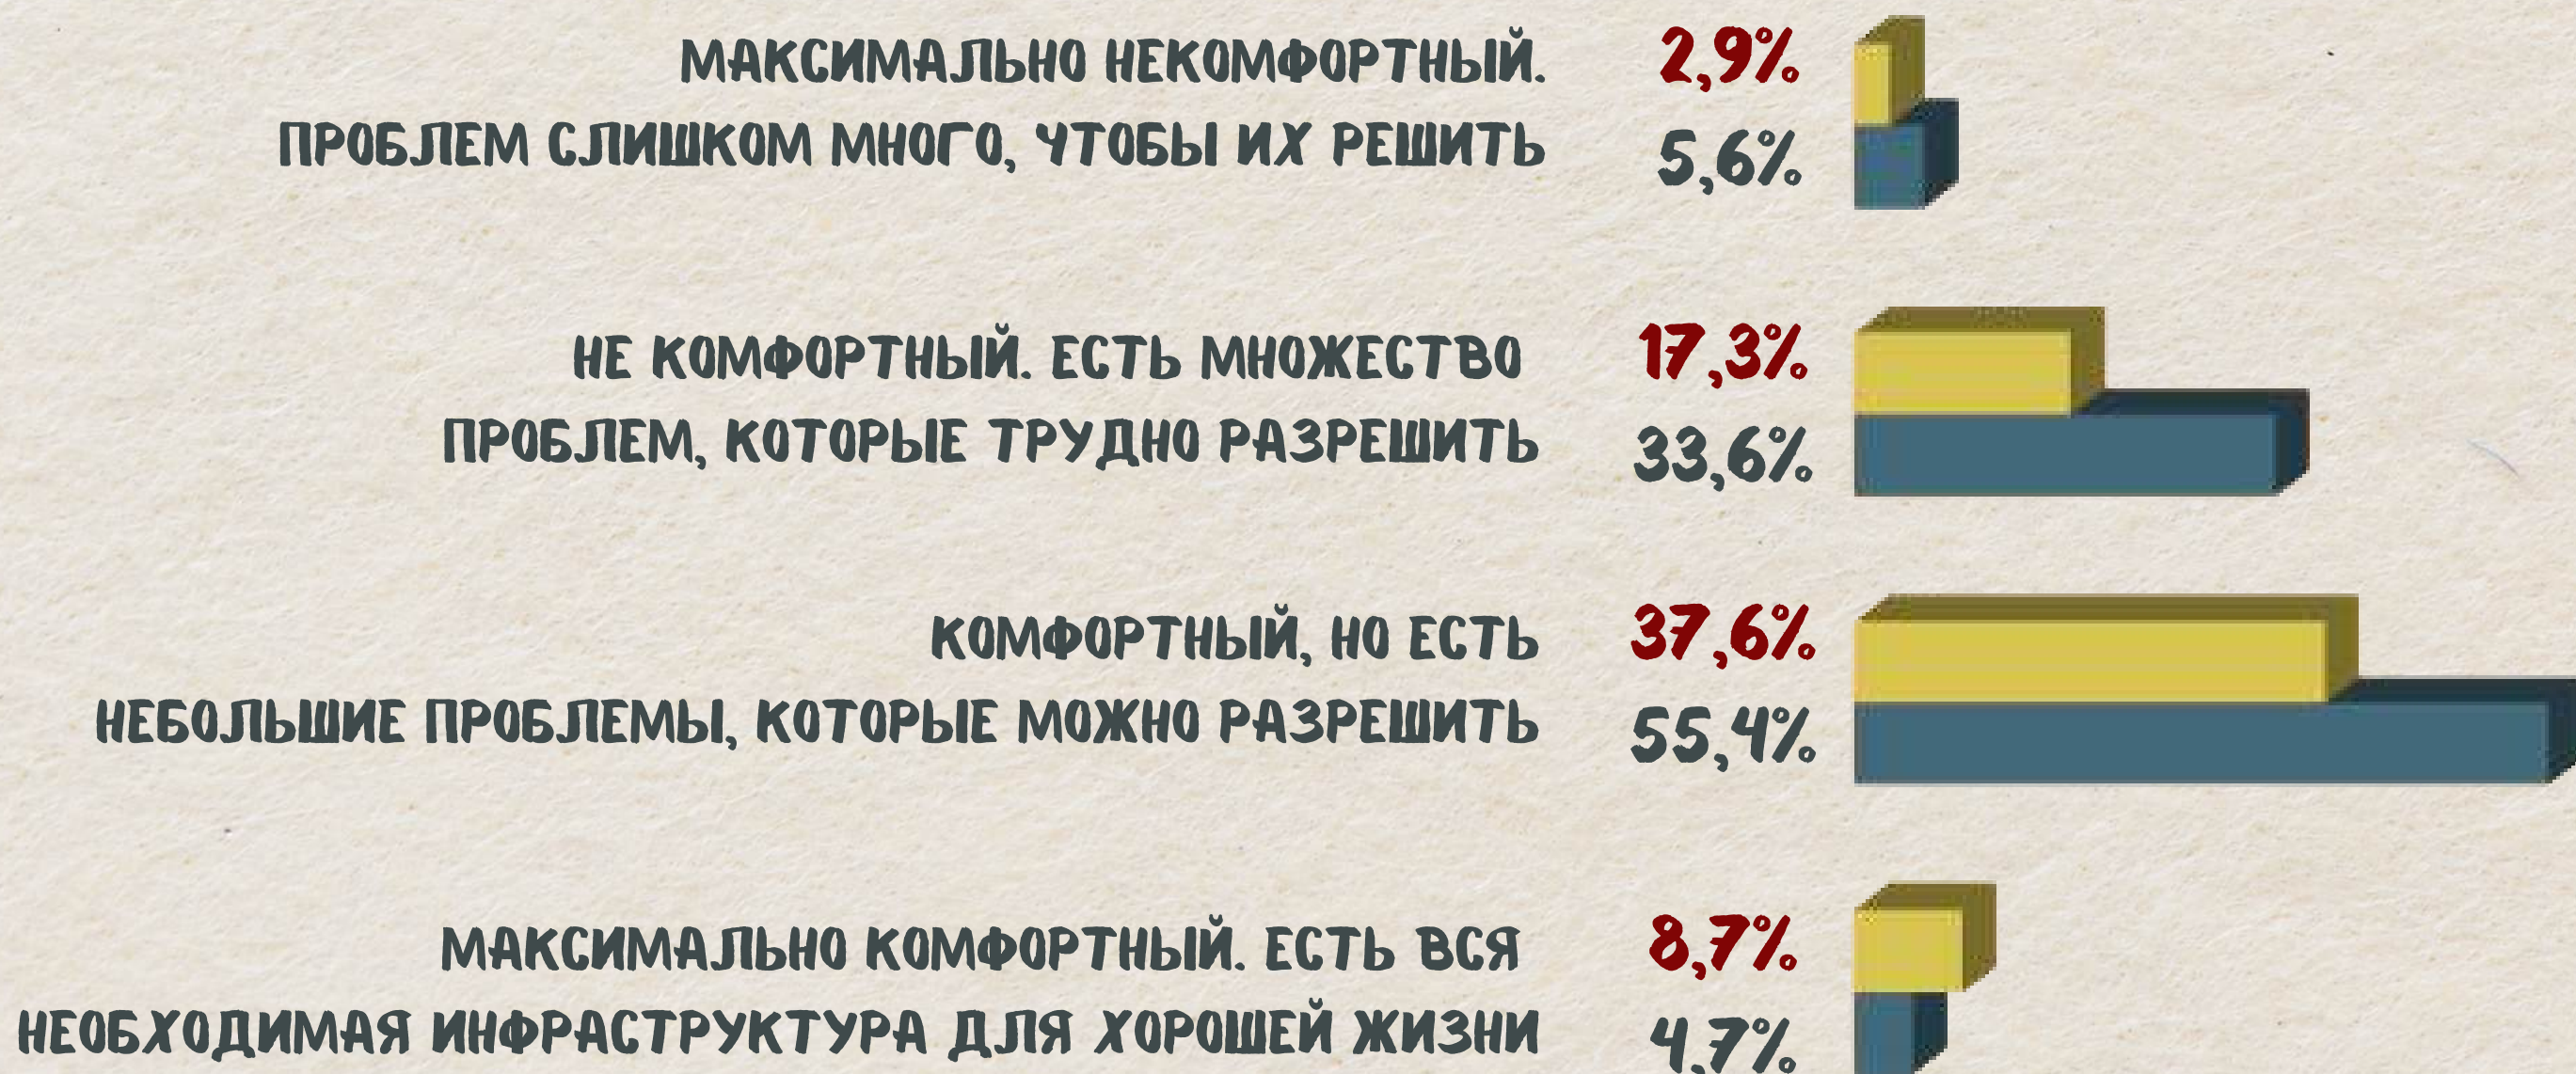 МАКСИМАЛЬНО НЕКОМФОРТНЫЙ.
ПРОБЛЕМ СЛИШКОМ МНОГО, ЧТОБЫ ИХ РЕШИТЬ
2,9%
5,6%
НЕ КОМФОРТНЫЙ. ЕСТЬ МНОЖЕСТВО
ПРОБЛЕМ, КОТОРЫЕ ТРУДНО РАЗРЕШИТЬ
17,3%
33,6%
КОМФОРТНЫЙ, НО ЕСТЬ
НЕБОЛЬШИЕ ПРОБЛЕМЫ, КОТОРЫЕ МОЖНО РАЗРЕШИТЬ
37,6%
55,4%
МАКСИМАЛЬНО КОМФОРТНЫЙ. ЕСТЬ ВСЯ
НЕОБХОДИМАЯ ИНФРАСТРУКТУРА ДЛЯ ХОРОШЕЙ ЖИЗНИ
8,7%
4,7%